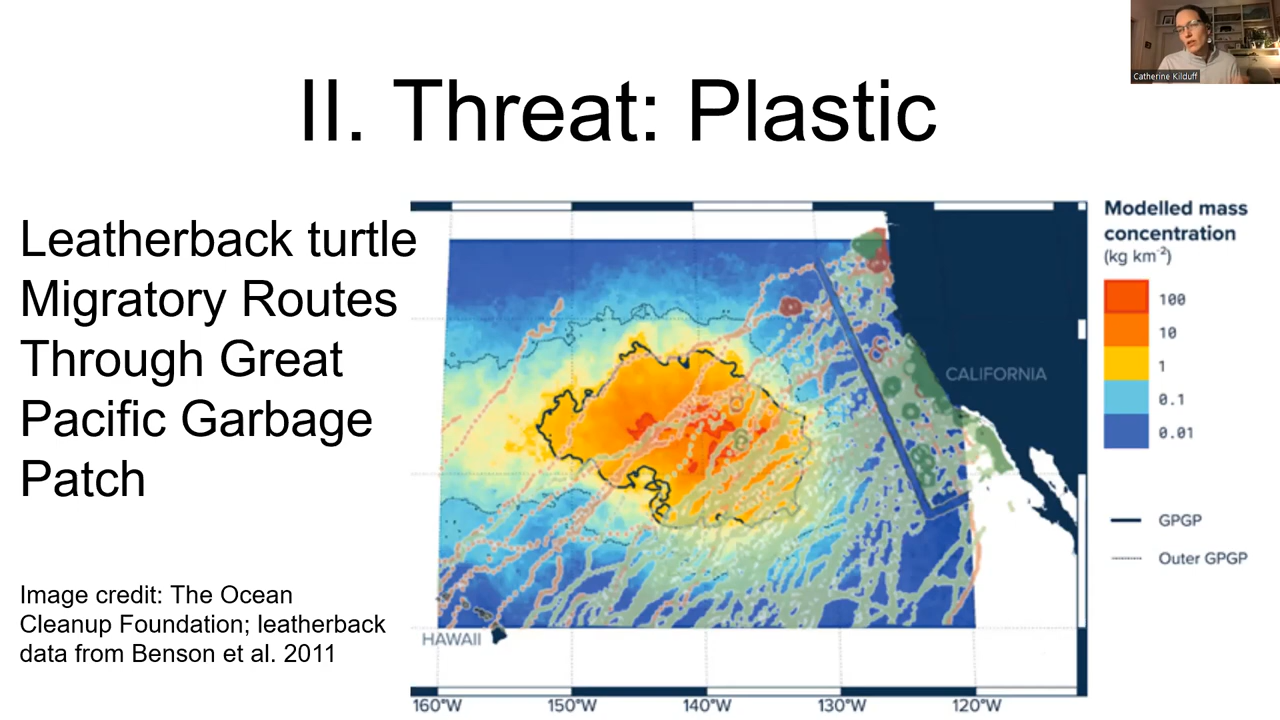 Catherine Kilduff
II. Threat: Plastic
Leatherback turtle
Migratory Routes
Through Great
Pacific Garbage
Patch
Image credit: The Ocean
Cleanup Foundation; leatherback
data from Benson et al. 2011
CALIFORNIA
HAWAII
160°W 150°W 140°W 130°W 120°W
Modelled mass
concentration
(kg km⁻²)
100
10
1
0.1
0.01
GPGP
Outer GPGP